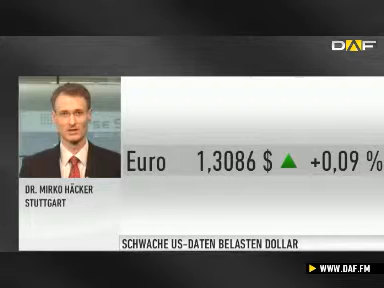 DAF
Euro 1,3086 $ ▲ +0,09 %
DR. MIRKO HÄCKER
STUTTGART
SCHWACHE US-DATEN BELASTEN DOLLAR
WWW.DAF.FM